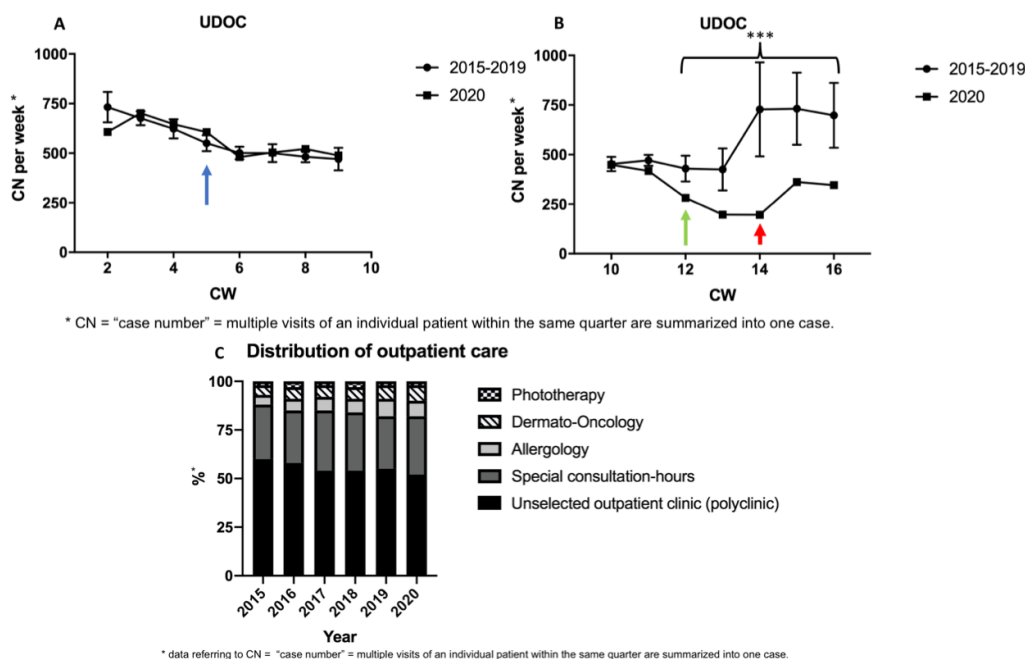 A
UDOC
1000
750
500
250
0
CN per week *
2 4 6 8 10
CW
2015-2019
2020
B
UDOC
***
1000
750
500
250
0
CN per week *
10 12 14 16
CW
2015-2019
2020
* CN = “case number” = multiple visits of an individual patient within the same quarter are summarized into one case.
C Distribution of outpatient care
100
75
50
25
0
%*
2015 2016 2017 2018 2019 2020
Year
Phototherapy
Dermato-Oncology
Allergology
Special consultation-hours
Unselected outpatient clinic (polyclinic)
* data referring to CN = “case number” = multiple visits of an individual patient within the same quarter are summarized into one case.